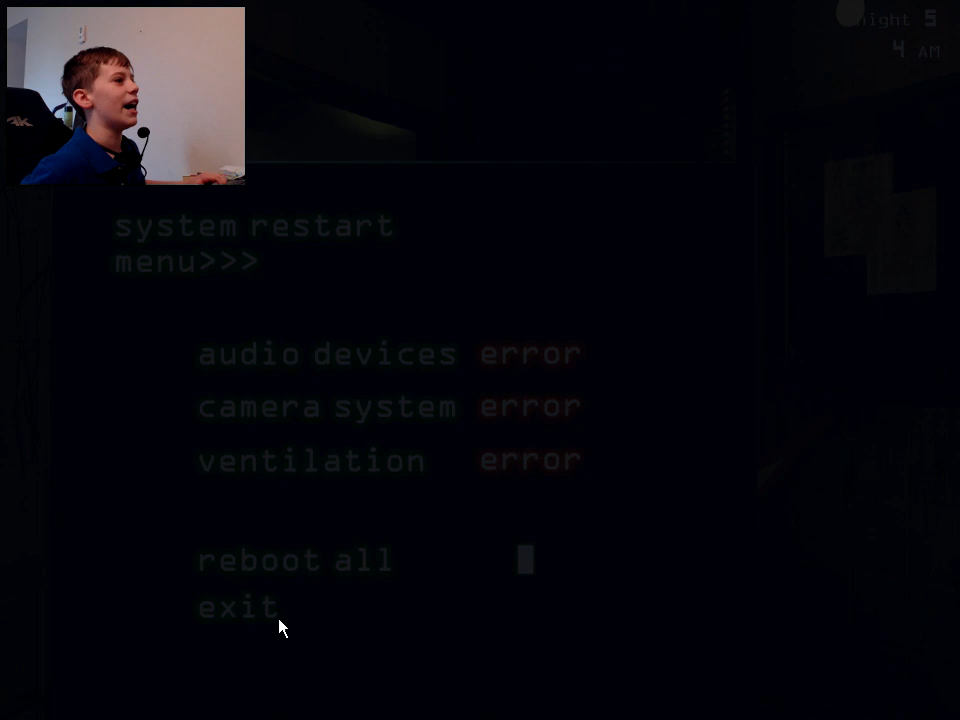 night 5
4 AM
system restart
menu>>>
audio devices error
camera system error
ventilation error
reboot all
exit